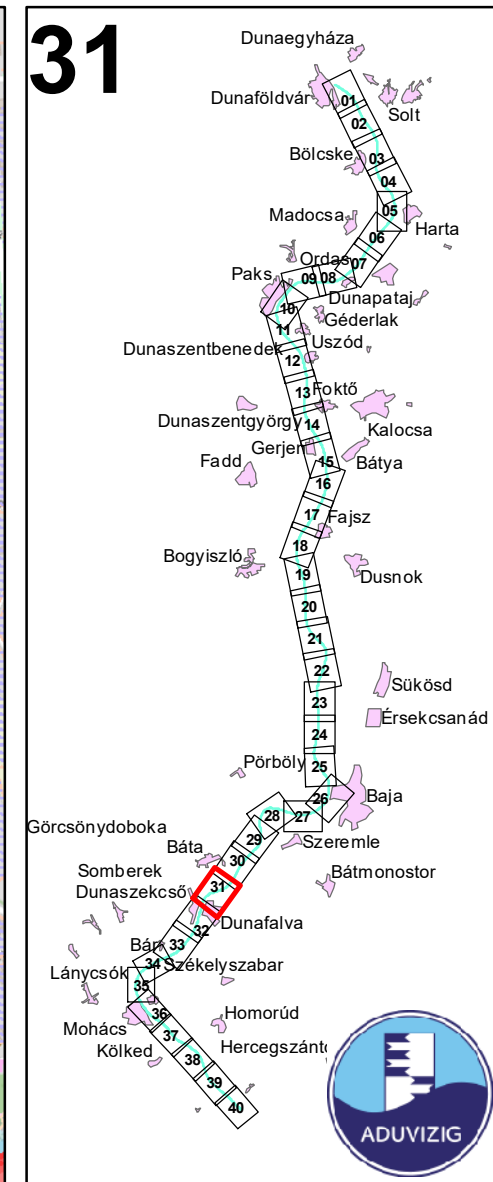 31
Dunaegyháza
Dunaföldvár
01
Solt
02
Bölcske
03
04
05
Madocsa
Harta
06
Ordas
07
Paks
09
08
Dunapataj
10
Géderlak
11
Uszód
Dunaszentbenedek
12
13
Foktő
14
Dunaszentgyörgy
Kalocsa
Gerjen
Bátya
Fadd
15
16
17
Fajsz
18
Bogyiszló
19
Dusnok
20
21
22
Sükösd
23
Érsekcsanád
24
Pörböly
25
26
Baja
28
27
Görcsönydoboka
29
Szeremle
Báta
30
Somberek
31
Bátmonostor
Dunaszekcső
Dunafalva
32
Bár
33
34
Székelyszabar
Lánycsók
35
36
Homorúd
Mohács
37
Kölked
38
39
40
ADUVIZIG